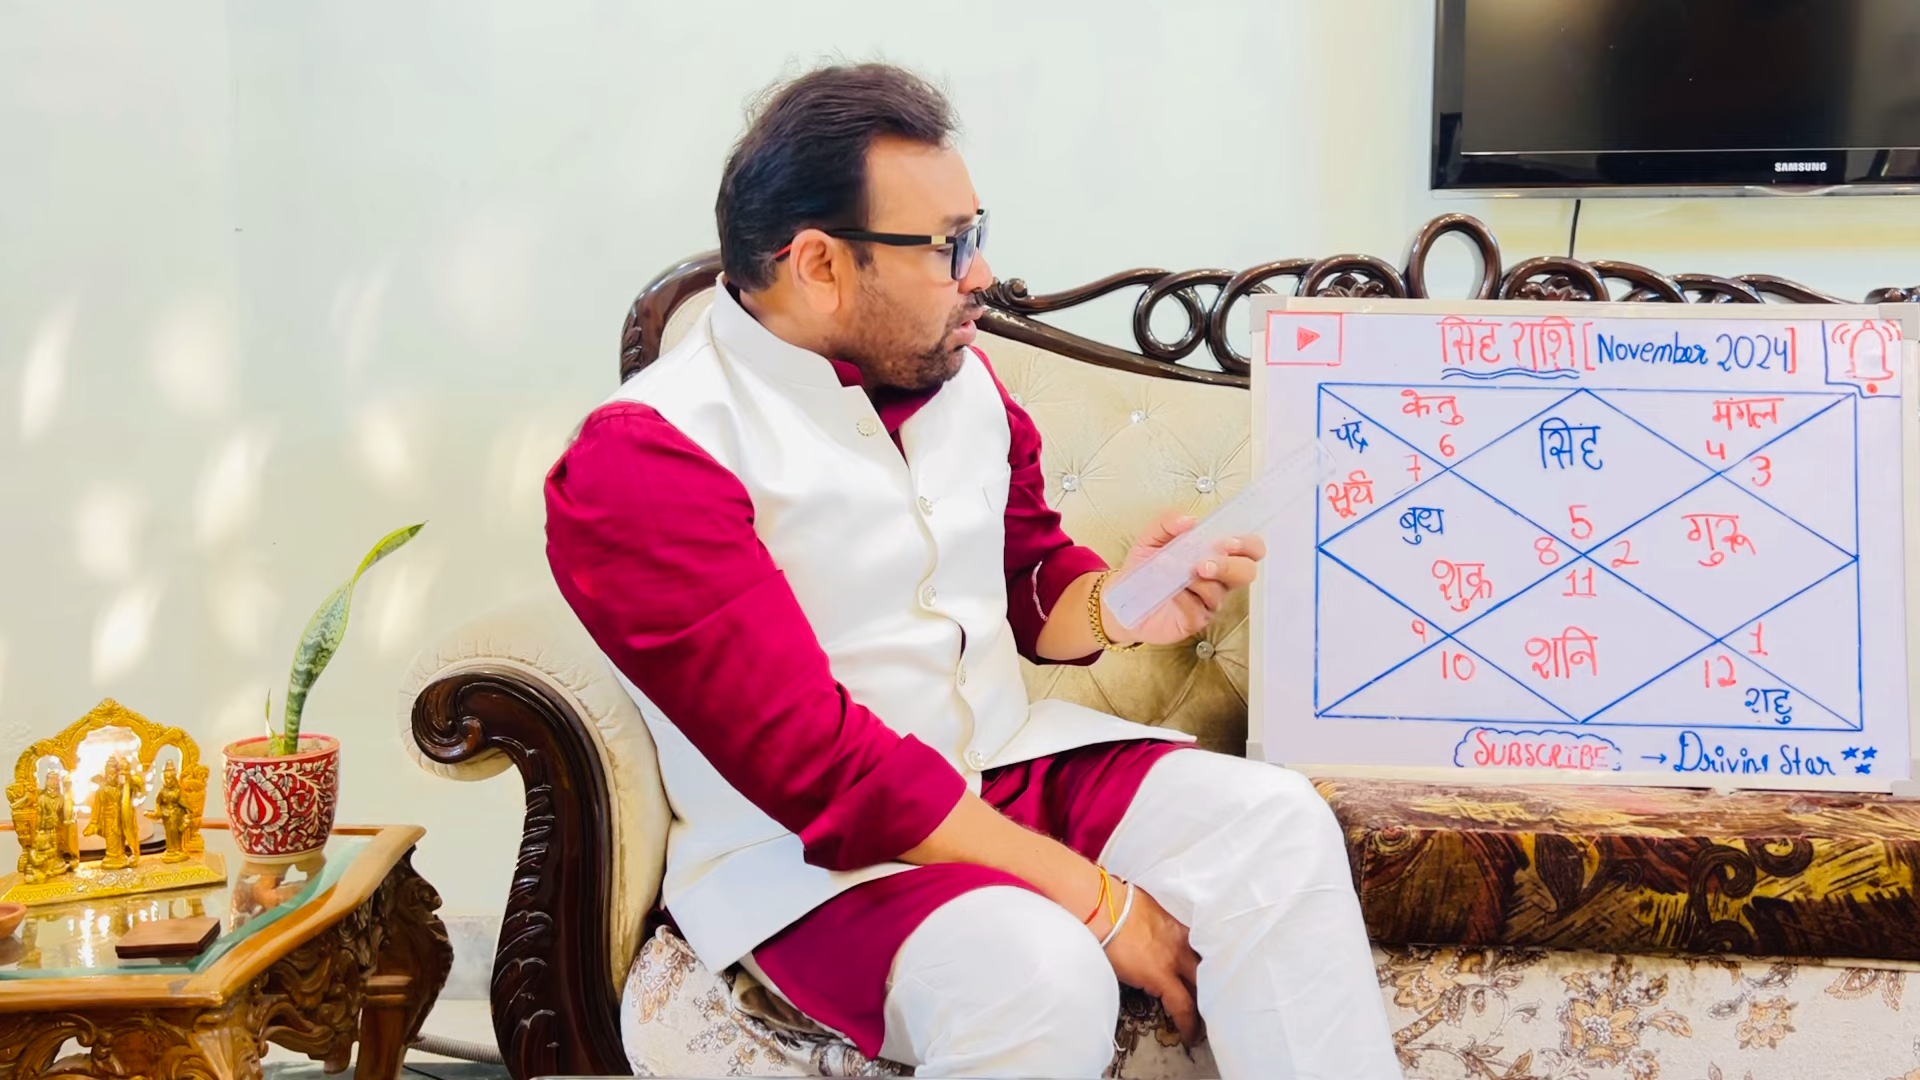 SAMSUNG
सिंह राशि [November 2024]
केतु
मंगल
चंद्र
6
सिंह
4
7
3
सूर्य
बुध
5
गुरू
8
2
शुक्र
11
9
1
10
शनि
12
राहु
SUBSCRIBE → Driving Star